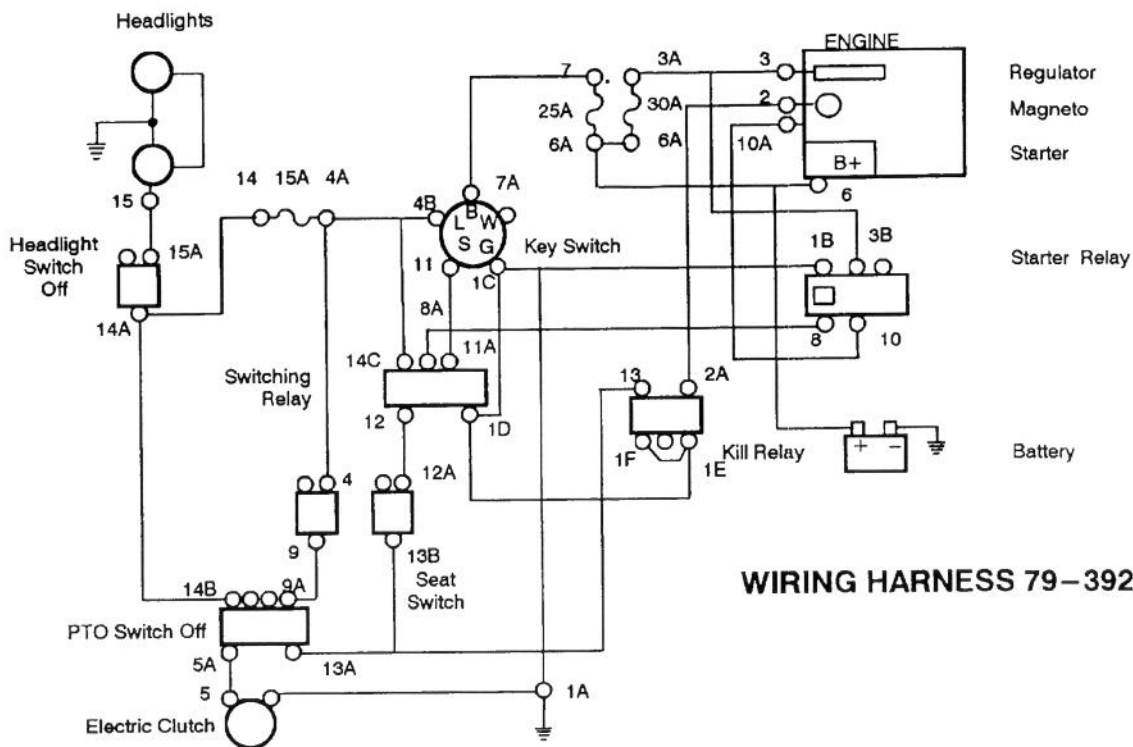 Headlights
ENGINE
3A
3
7
Regulator
25A
30A
2
Magneto
6A
6A
10A
Starter
B+
14
15A
4A
7A
6
15
4B
B
L
W
S
G
Key Switch
1B
3B
Headlight
Switch
Off
15A
11
1C
Starter Relay
8A
14A
11A
8
10
14C
Switching
Relay
13
2A
12
1D
1F
Kill Relay
1E
+
−
Battery
4
12A
9
13B
Seat
Switch
14B
9A
WIRING HARNESS 79–392
PTO Switch Off
5A
13A
5
1A
Electric Clutch